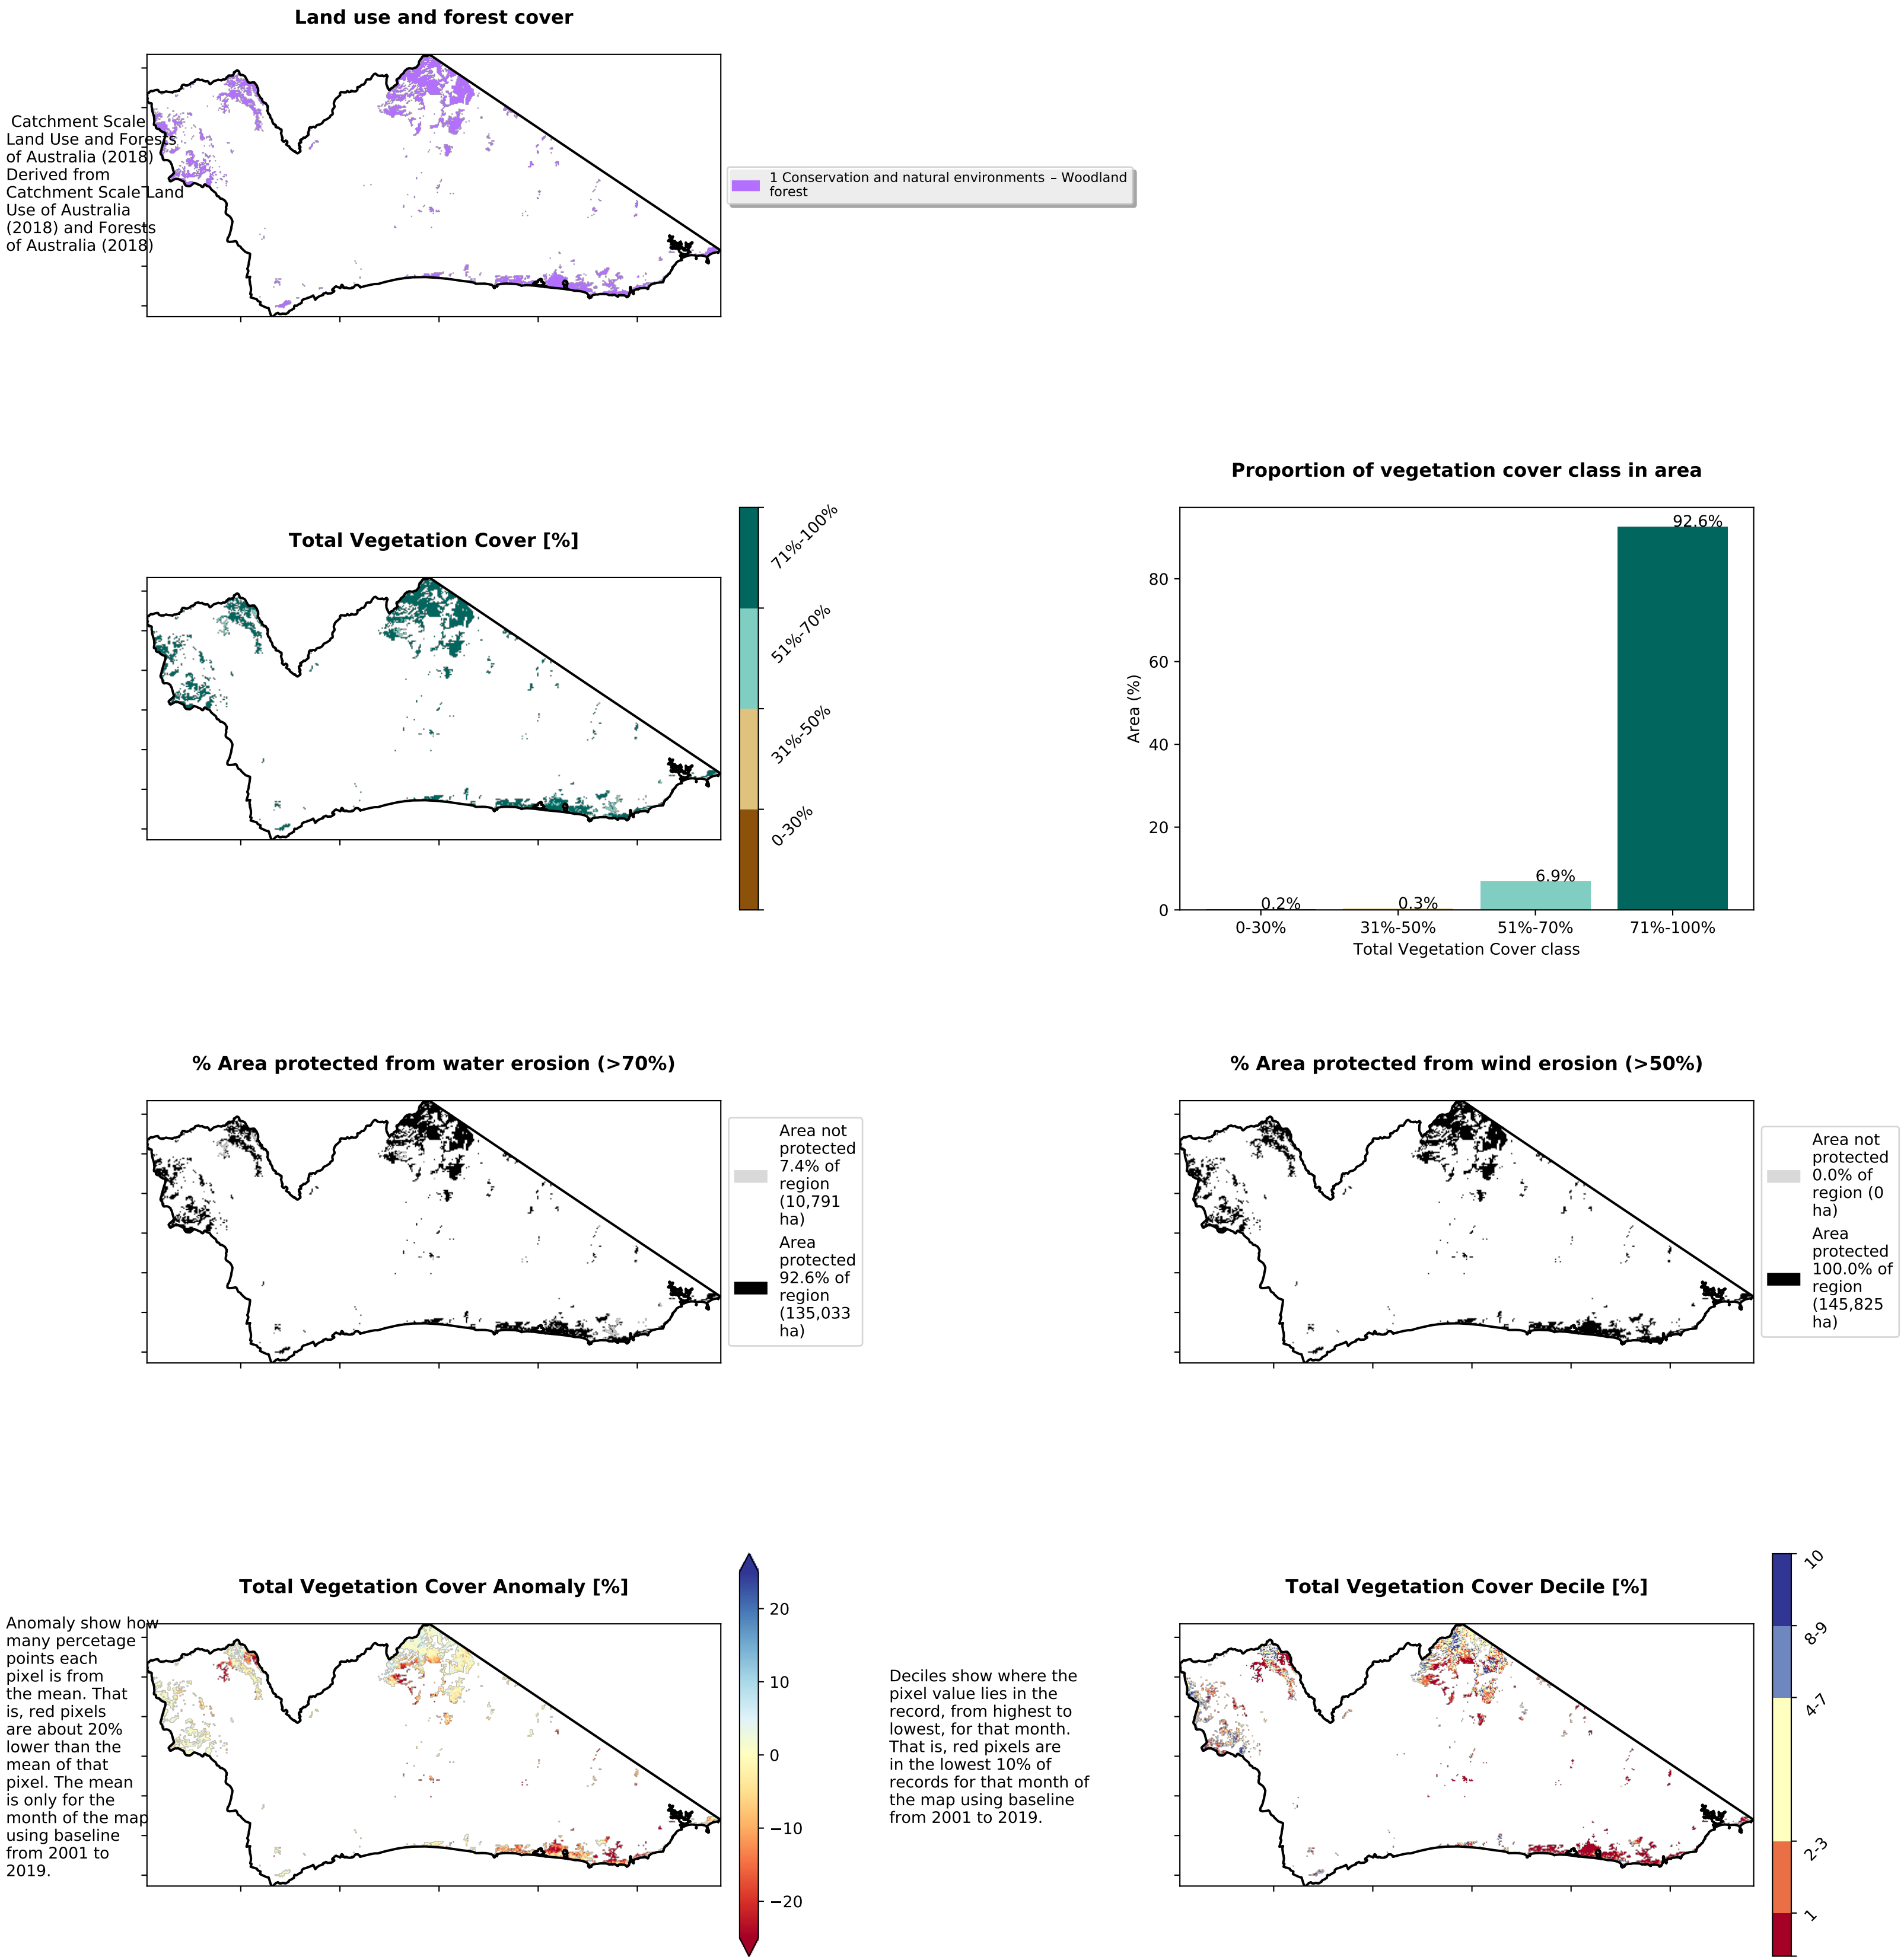 Land use and forest cover
Catchment Scale
Land Use and Forests
of Australia (2018)
Derived from
Catchment Scale Land
Use of Australia
(2018) and Forests
of Australia (2018)
1 Conservation and natural environments – Woodland
forest
Total Vegetation Cover [%]
71%-100%
51%-70%
31%-50%
0-30%
Proportion of vegetation cover class in area
Area (%)
80
60
40
20
0
0.2%
0.3%
6.9%
92.6%
0-30%
31%-50%
51%-70%
71%-100%
Total Vegetation Cover class
% Area protected from water erosion (>70%)
Area not
protected
7.4% of
region
(10,791
ha)
Area
protected
92.6% of
region
(135,033
ha)
% Area protected from wind erosion (>50%)
Area not
protected
0.0% of
region (0
ha)
Area
protected
100.0% of
region
(145,825
ha)
Total Vegetation Cover Anomaly [%]
Anomaly show how
many percetage
points each
pixel is from
the mean. That
is, red pixels
are about 20%
lower than the
mean of that
pixel. The mean
is only for the
month of the map
using baseline
from 2001 to
2019.
20
10
0
−10
−20
Total Vegetation Cover Decile [%]
Deciles show where the
pixel value lies in the
record, from highest to
lowest, for that month.
That is, red pixels are
in the lowest 10% of
records for that month of
the map using baseline
from 2001 to 2019.
10
8-9
4-7
2-3
1